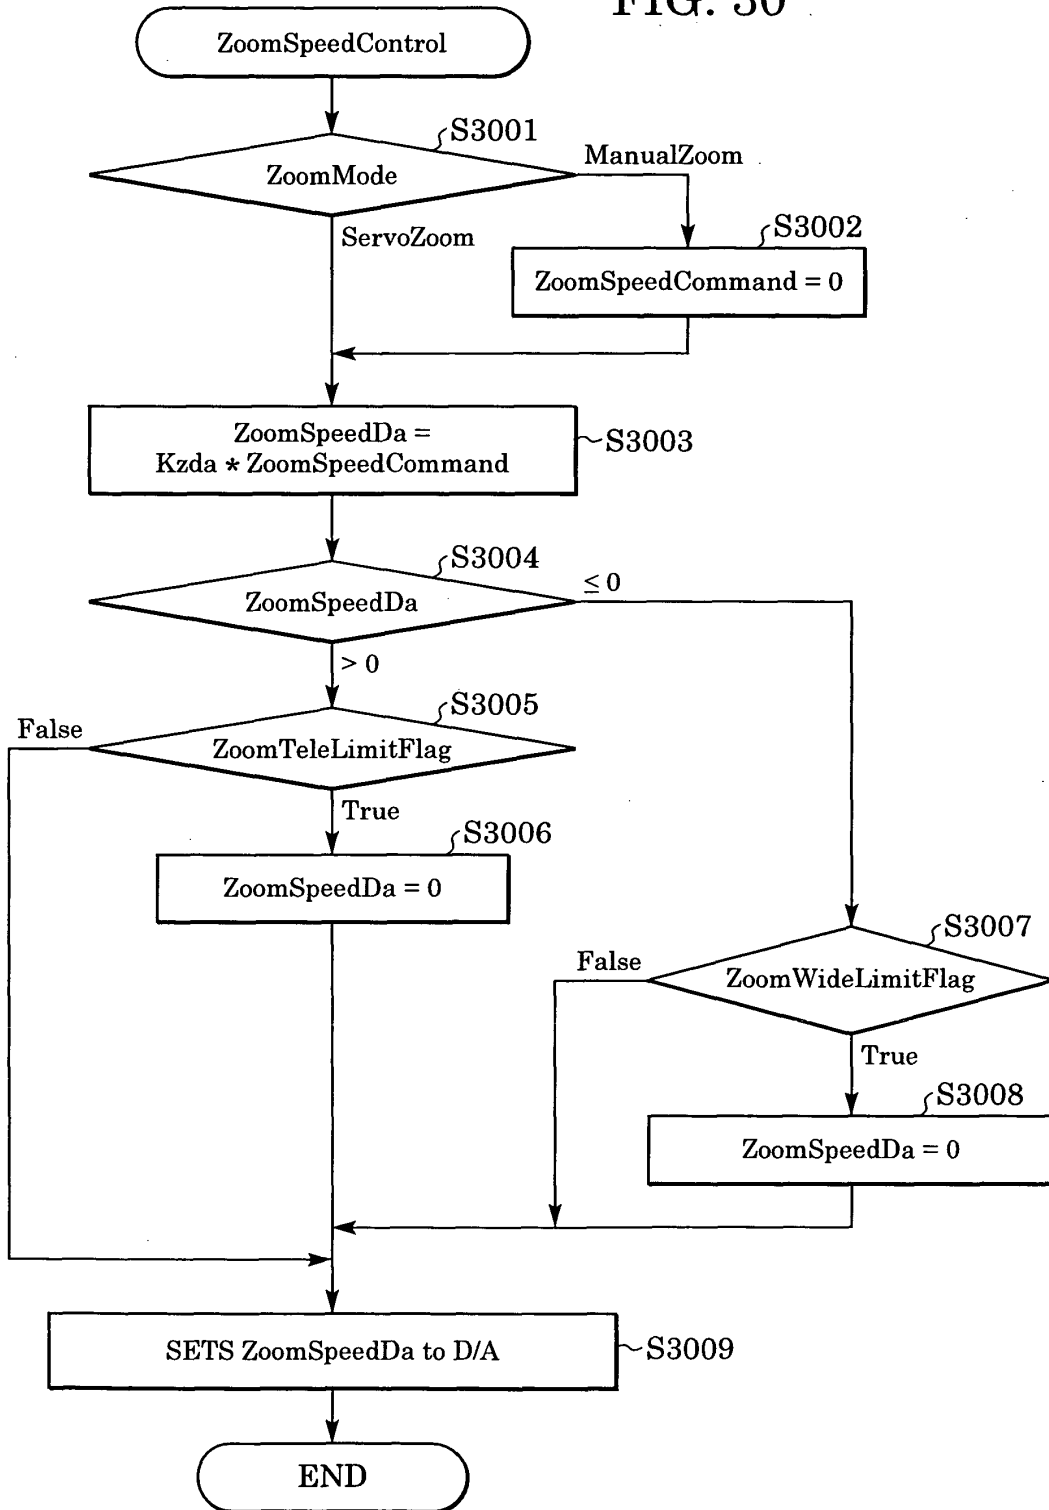 FIG. 30
ZoomSpeedControl
S3001
ZoomMode
ManualZoom
ServoZoom
S3002
ZoomSpeedCommand = 0
ZoomSpeedDa =
Kzda * ZoomSpeedCommand
S3003
S3004
ZoomSpeedDa
≤ 0
> 0
S3005
False
ZoomTeleLimitFlag
True
S3006
ZoomSpeedDa = 0
S3007
False
ZoomWideLimitFlag
True
S3008
ZoomSpeedDa = 0
SETS ZoomSpeedDa to D/A
S3009
END